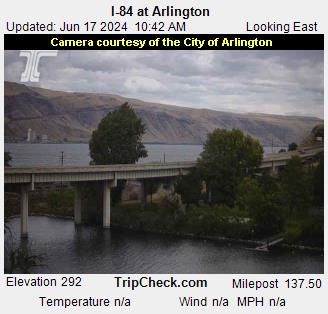 I-84 at Arlington
Updated: Jun 17 2024 10:42 AM Looking East
Camera courtesy of the City of Arlington
Elevation 292 TripCheck.com Milepost 137.50
Temperature n/a Wind n/a MPH n/a